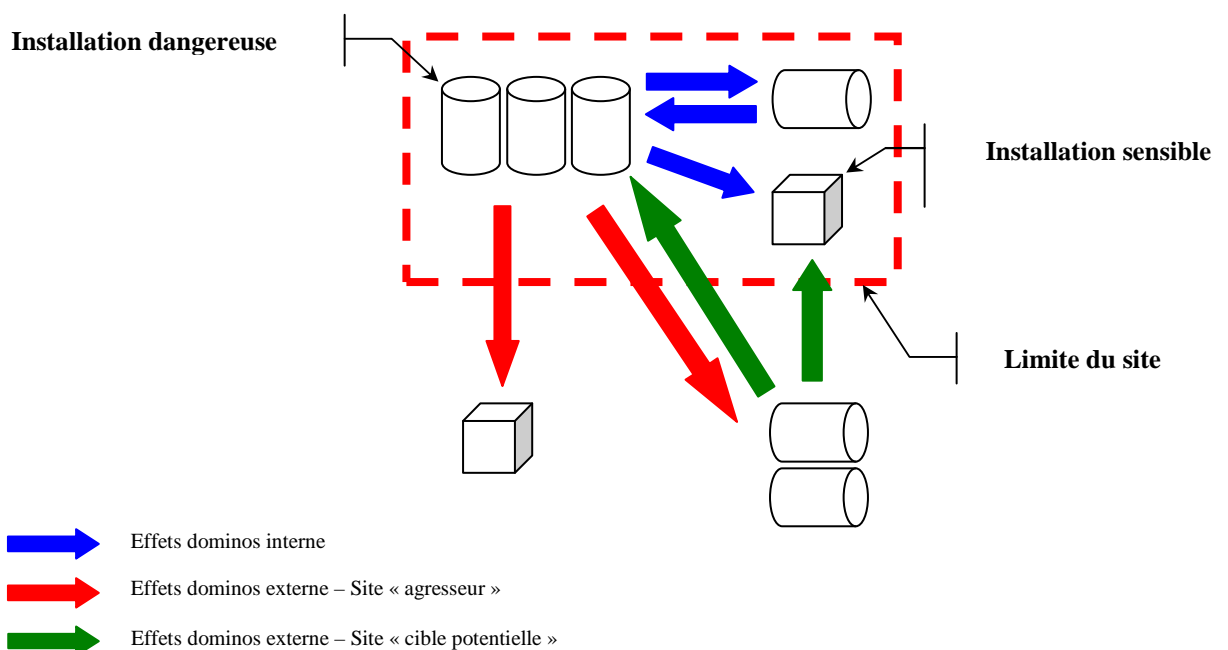 Installation dangereuse
Installation sensible
Limite du site
Effets dominos interne
Effets dominos externe – Site « agresseur »
Effets dominos externe – Site « cible potentielle »